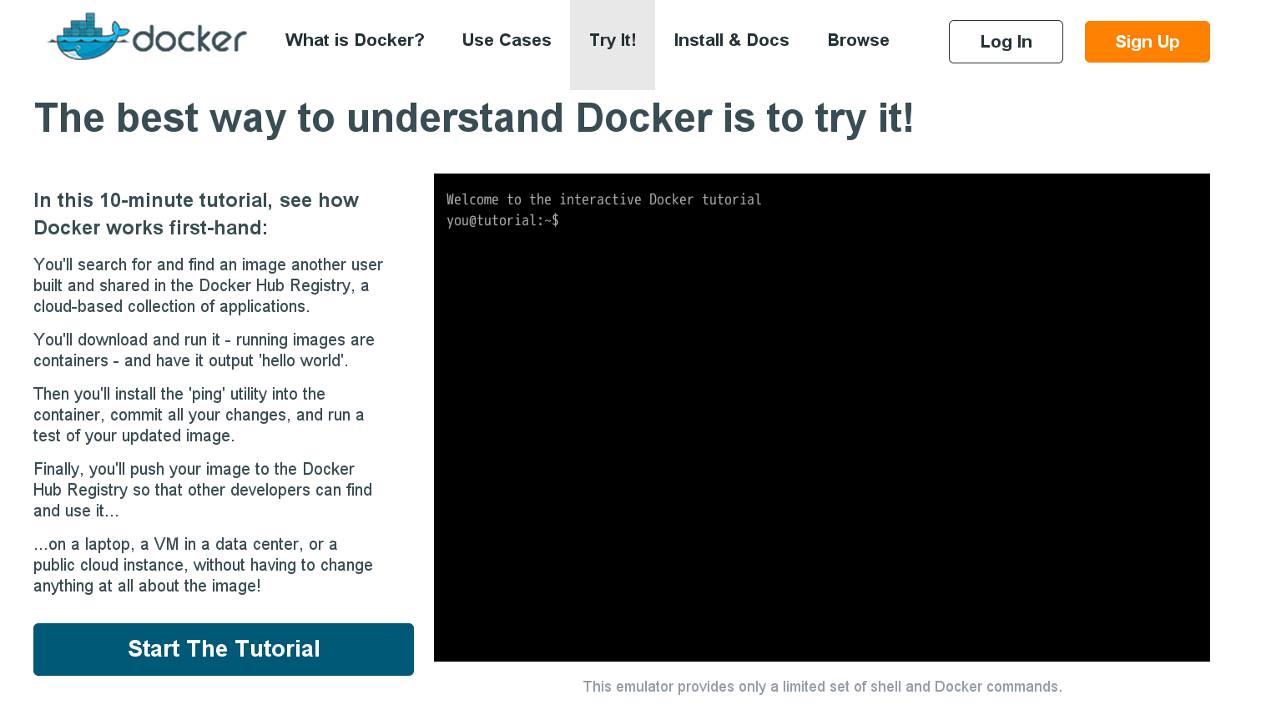 docker
What is Docker?
Use Cases
Try It!
Install & Docs
Browse
Log In
Sign Up
The best way to understand Docker is to try it!
In this 10-minute tutorial, see how
Docker works first-hand:
You'll search for and find an image another user
built and shared in the Docker Hub Registry, a
cloud-based collection of applications.
You'll download and run it - running images are
containers - and have it output 'hello world'.
Then you'll install the 'ping' utility into the
container, commit all your changes, and run a
test of your updated image.
Finally, you'll push your image to the Docker
Hub Registry so that other developers can find
and use it...
...on a laptop, a VM in a data center, or a
public cloud instance, without having to change
anything at all about the image!
Start The Tutorial
Welcome to the interactive Docker tutorial
you@tutorial:~$
This emulator provides only a limited set of shell and Docker commands.